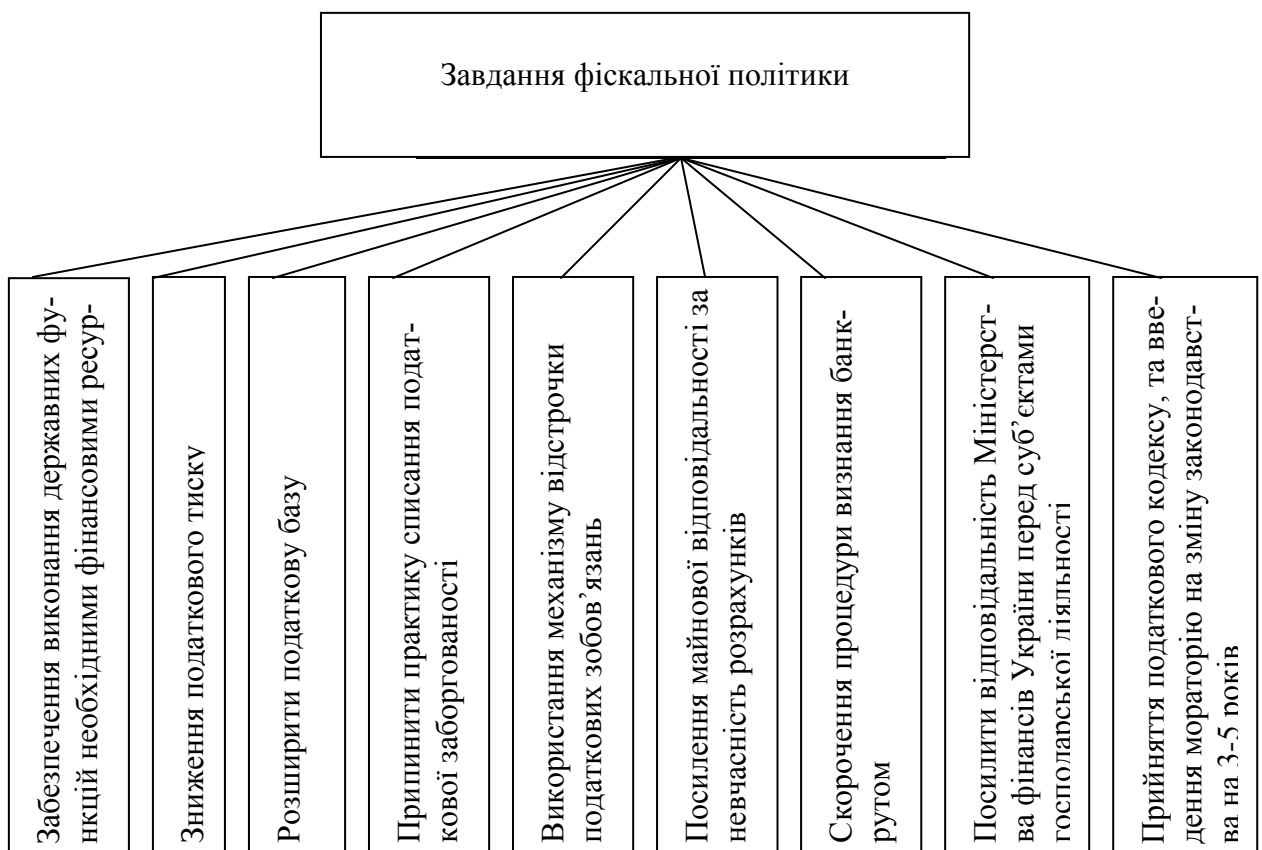 Завдання фіскальної політики
Забезпечення виконання державних фу-
нкцій необхідними фінансовими ресур-
Зниження податкового тиску
Розширити податкову базу
Припинити практику списання подат-
кової заборгованості
Використання механізму відстрочки
податкових зобов’язань
Посилення майнової відповідальності за
невчасність розрахунків
Скорочення процедури визнання банк-
рутом
Посилити відповідальність Міністерст-
ва фінансів України перед суб’єктами
господарської діяльності
Прийняття податкового кодексу, та вве-
дення мораторію на зміну законодавст-
ва на 3-5 років